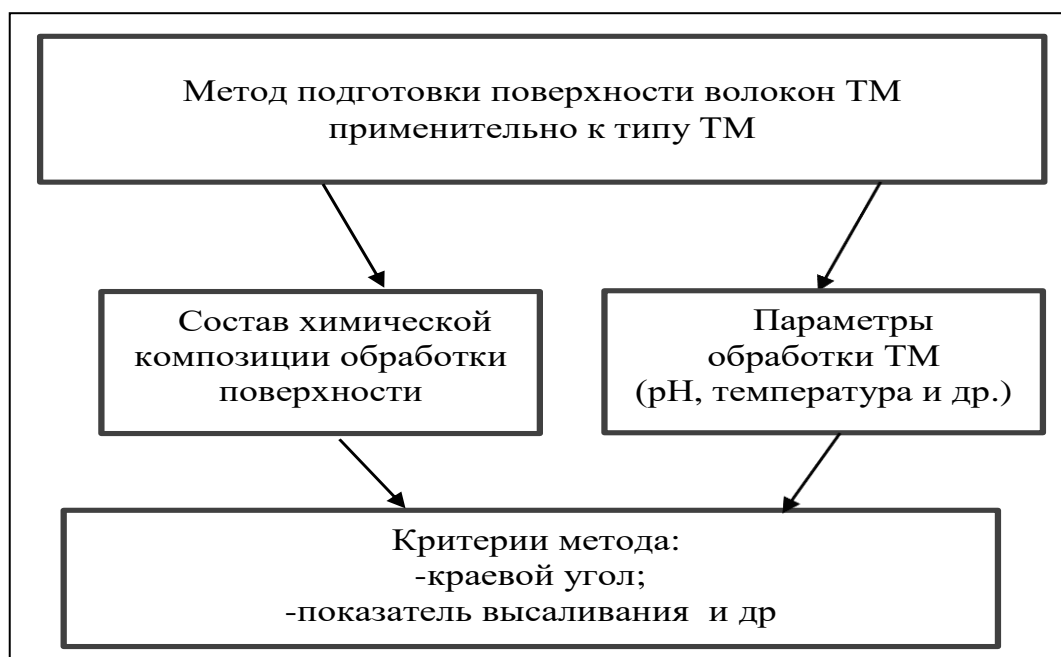 Метод подготовки поверхности волокон ТМ
применительно к типу ТМ
Состав химической
композиции обработки
поверхности
Параметры
обработки ТМ
(pH, температура и др.)
Критерии метода:
-краевой угол;
-показатель высаливания и др